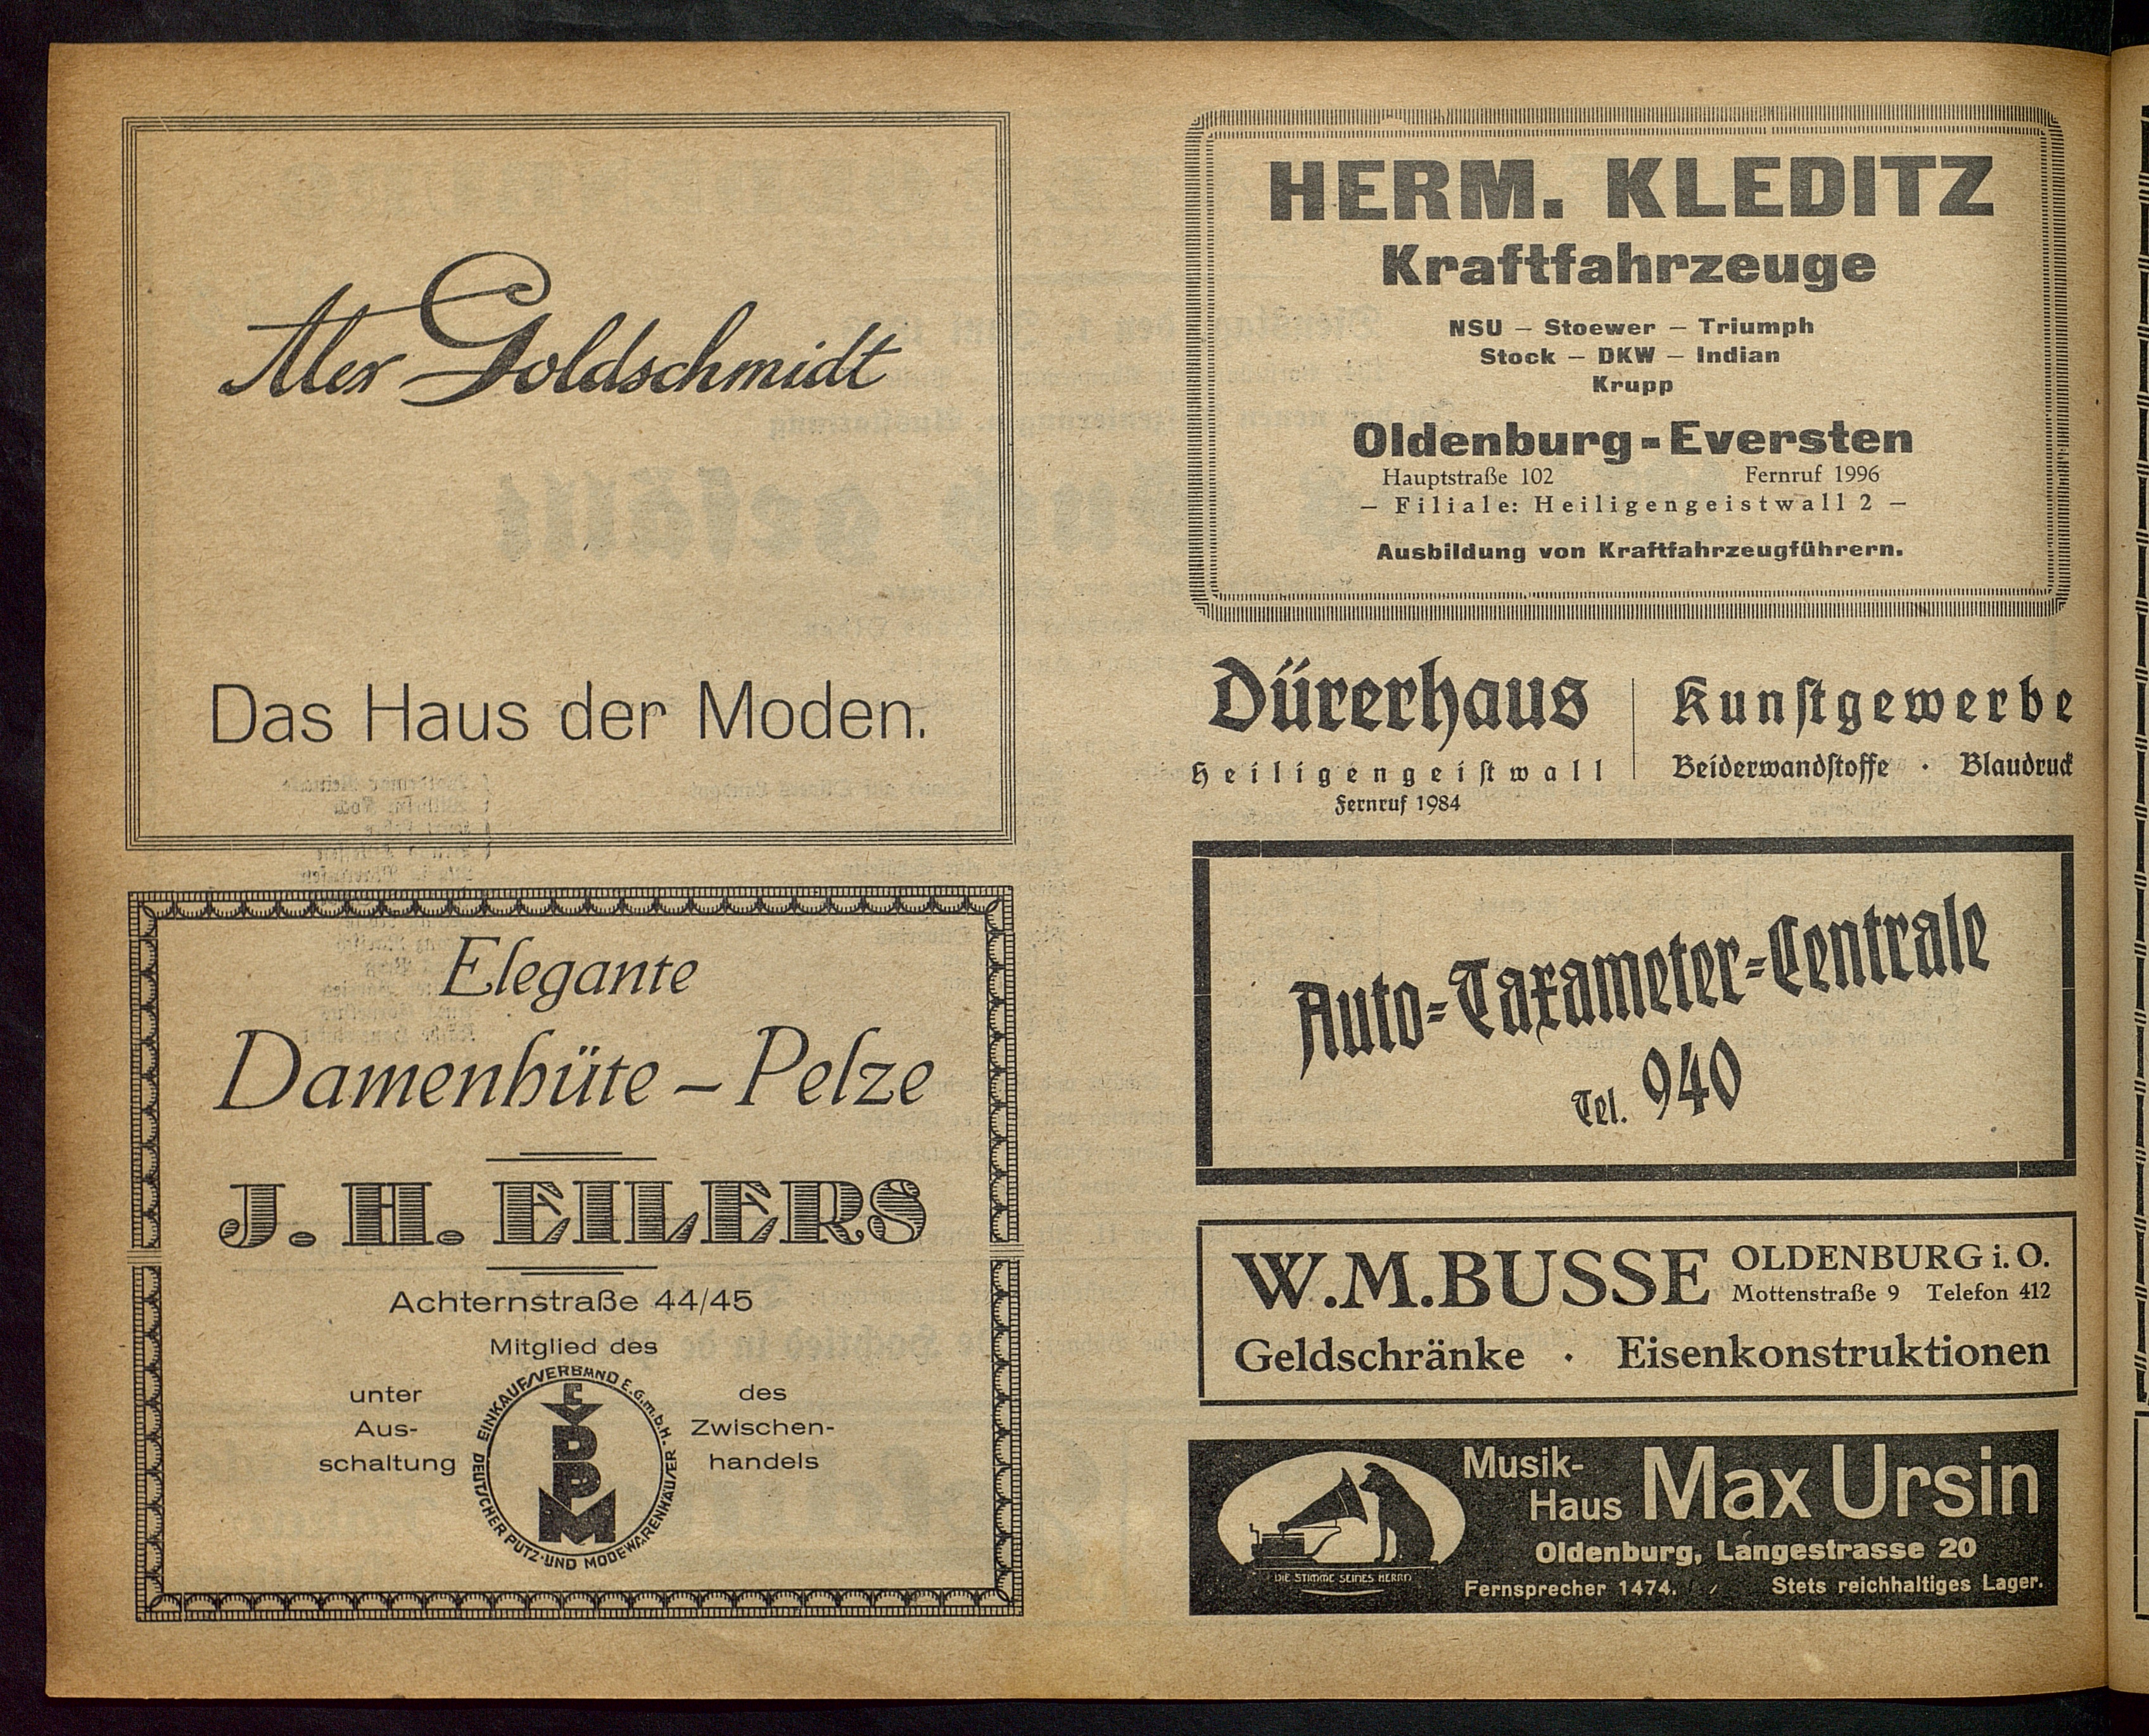 Alex Goldschmidt
Das Haus der Moden.
Elegante
Damenhüte – Pelze
J. H. EILERS
Achternstraße 44/45
Mitglied des
unter
Aus-
schaltung
DEUTSCHER PUTZ-UND MODEWARENHÄUSER EINKAUFSVERBAND E.G.m.b.H.
EVDPM
des
Zwischen-
handels
HERM. KLEDITZ
Kraftfahrzeuge
NSU – Stoewer – Triumph
Stock – DKW – Indian
Krupp
Oldenburg-Eversten
Hauptstraße 102 Fernruf 1996
– Filiale: Heiligengeistwall 2 –
Ausbildung von Kraftfahrzeugführern.
Dürerhaus
Heiligengeistwall
Fernruf 1984
Kunstgewerbe
Beiderwandstoffe · Blaudruck
Auto-Taxameter-Centrale
Tel. 940
W.M.BUSSE OLDENBURG i. O.
Mottenstraße 9 Telefon 412
Geldschränke · Eisenkonstruktionen
DIE STIMME SEINES HERRN
Musik-
Haus Max Ursin
Oldenburg, Langestrasse 20
Fernsprecher 1474. Stets reichhaltiges Lager.